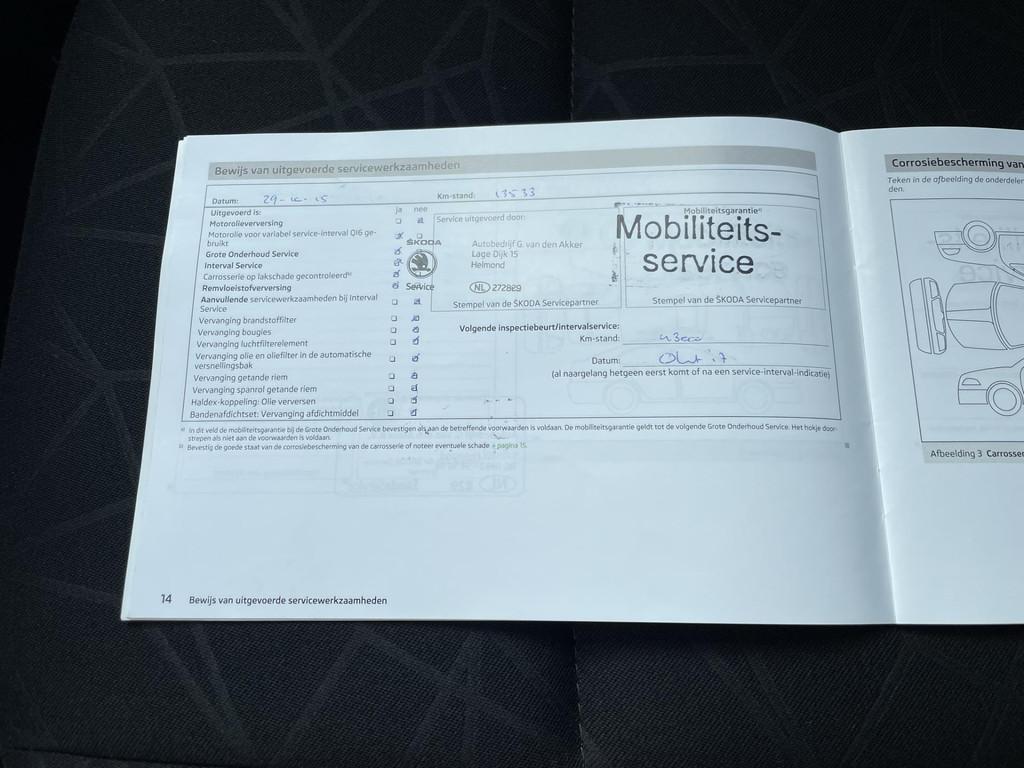 Bewijs van uitgevoerde servicewerkzaamheden
Datum: 29-10-15
Km-stand: 13533
Uitgevoerd is:
ja nee
Motorolieverversing
Motorolie voor variabel service-interval QI6 ge-
bruikt
Grote Onderhoud Service
Interval Service
Carrosserie op lakschade gecontroleerd
Remvloeistofverversing
Aanvullende servicewerkzaamheden bij Interval
Service
Vervanging brandstoffilter
Vervanging bougies
Vervanging luchtfilterelement
Vervanging olie en oliefilter in de automatische
versnellingsbak
Vervanging getande riem
Vervanging spanrol getande riem
Haldex-koppeling: Olie verversen
Bandenafdichtset: Vervanging afdichtmiddel
Service uitgevoerd door:
ŠKODA
Service
Autobedrijf G. van den Akker
Lage Dijk 15
Helmond
NL 272829
Stempel van de ŠKODA Servicepartner
Mobiliteitsgarantie
Mobiliteits-
service
Stempel van de ŠKODA Servicepartner
Volgende inspectiebeurt/intervalservice:
Km-stand:
Datum: Okt 17
(al naargelang hetgeen eerst komt of na een service-interval-indicatie)
In dit veld de mobiliteitsgarantie bij de Grote Onderhoud Service bevestigen als aan de betreffende voorwaarden is voldaan. De mobiliteitsgarantie geldt tot de volgende Grote Onderhoud Service. Het hokje door-
strepen als niet aan de voorwaarden is voldaan.
Bevestig de goede staat van de corrosiebescherming van de carrosserie of noteer eventuele schade » pagina 15.
14 Bewijs van uitgevoerde servicewerkzaamheden
Corrosiebescherming van
Teken in de afbeelding de onderdelen
den.
Afbeelding 3 Carrosser